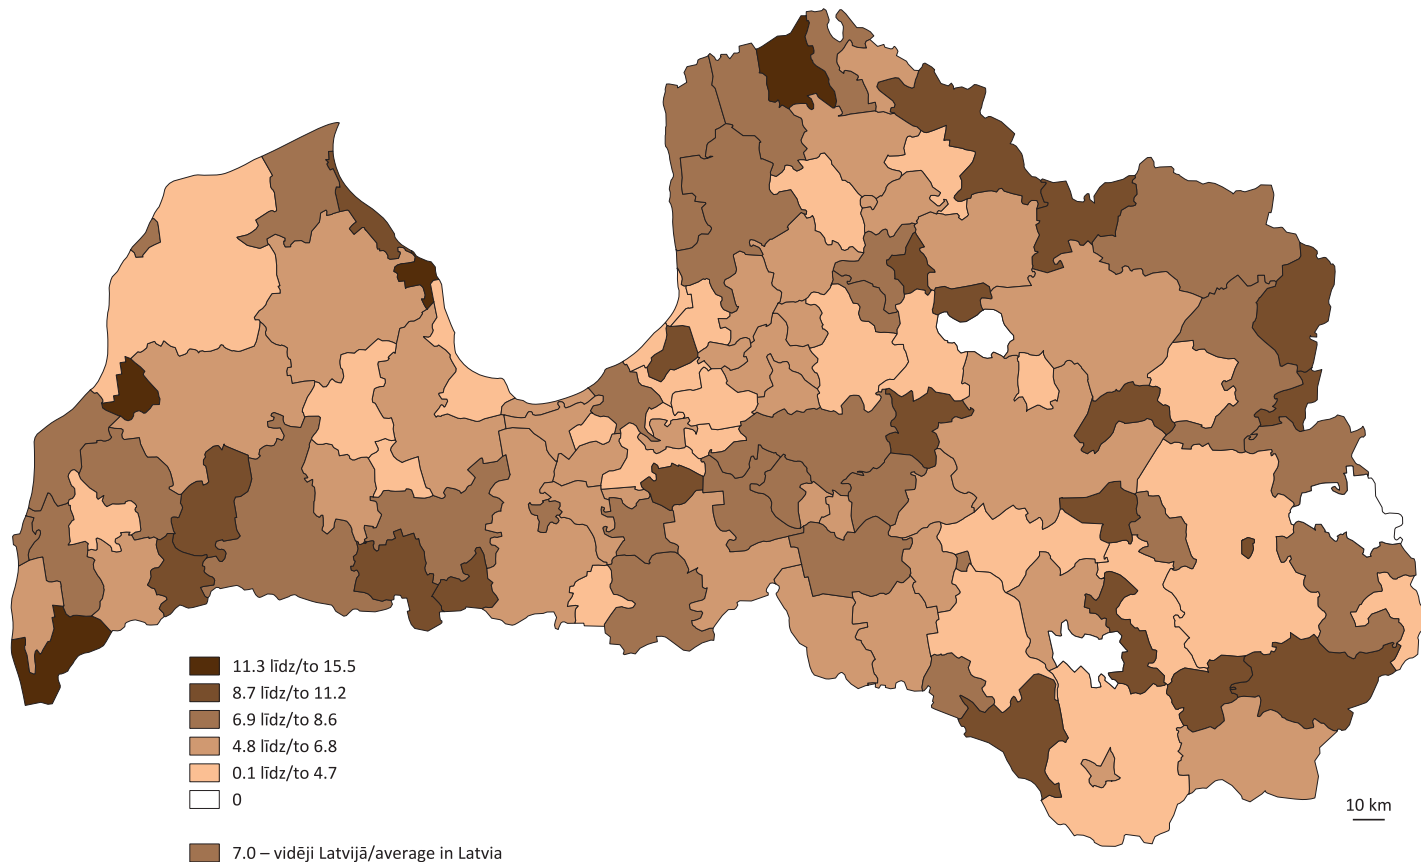 11.3 līdz/to 15.5
8.7 līdz/to 11.2
6.9 līdz/to 8.6
4.8 līdz/to 6.8
0.1 līdz/to 4.7
0
10 km
7.0 – vidēji Latvijā/average in Latvia